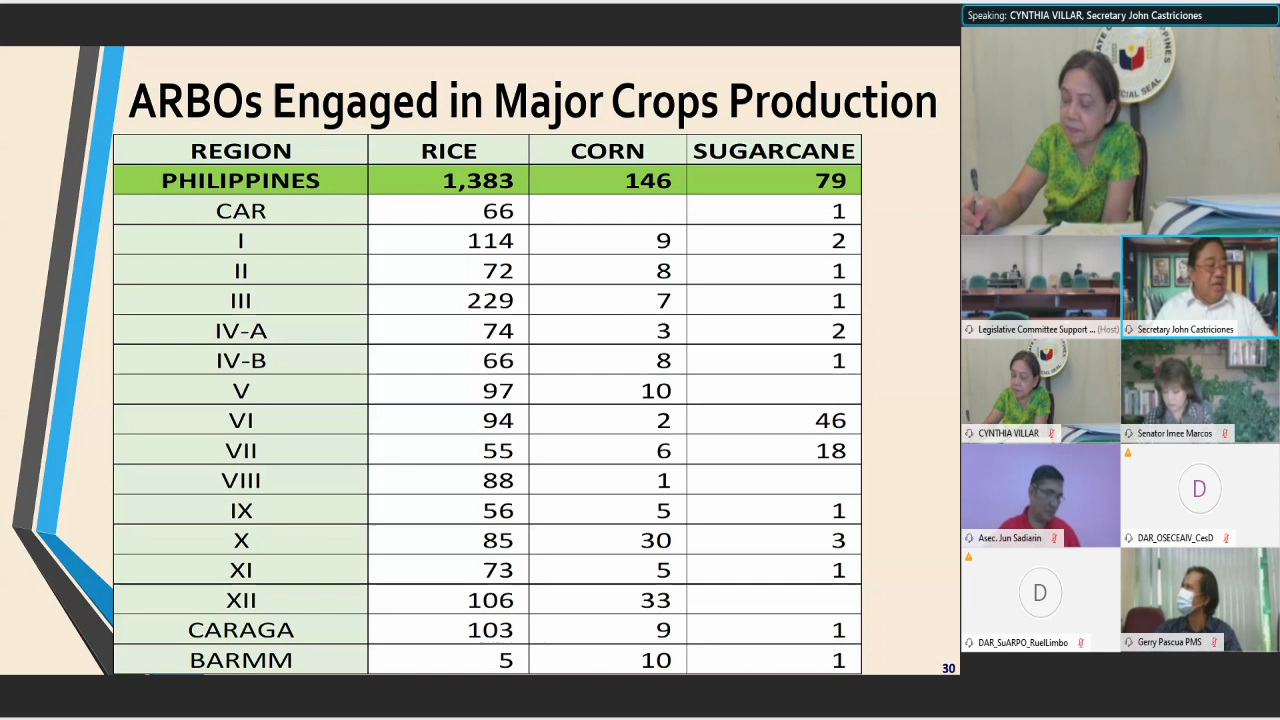 Speaking: CYNTHIA VILLAR, Secretary John Castriciones
ARBOs Engaged in Major Crops Production
REGION RICE CORN SUGARCANE
PHILIPPINES 1,383 146 79
CAR 66 1
I 114 9 2
II 72 8 1
III 229 7 1
IV-A 74 3 2
IV-B 66 8 1
V 97 10
VI 94 2 46
VII 55 6 18
VIII 88 1
IX 56 5 1
X 85 30 3
XI 73 5 1
XII 106 33
CARAGA 103 9 1
BARMM 5 10 1
30
Legislative Committee Support ... (Host)
Secretary John Castriciones
CYNTHIA VILLAR
Senator Imee Marcos
Asec. Jun Sadiarin
D
DAR_OSECEAIV_CesD
D
DAR_SuARPO_RuelLimbo
Gerry Pascua PMS